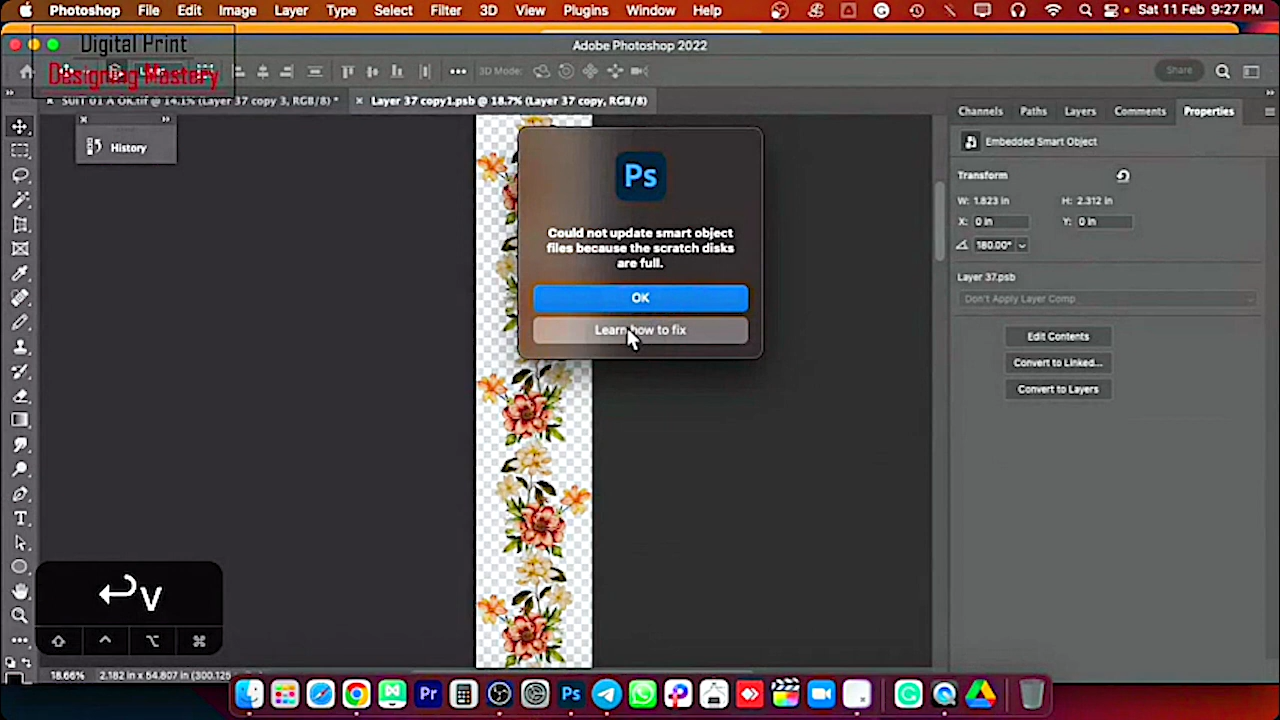 Photoshop File Edit Image Layer Type Select Filter 3D View Plugins Window Help Sat 11 Feb 9:27 PM
Adobe Photoshop 2022
Digital Print
Designing Mastery
3D Mode:
Share
SUIT 01 A OK.tif @ 14.1% (Layer 37 copy 3, RGB/8) *
Layer 37 copy1.psb @ 18.7% (Layer 37 copy, RGB/8)
History
Channels Paths Layers Comments Properties
Embedded Smart Object
Transform
W: 1.823 in H: 2.312 in
X: 0 in Y: 0 in
180.00°
Layer 37.psb
Don't Apply Layer Comp
Edit Contents
Convert to Linked...
Convert to Layers
Ps
Could not update smart object
files because the scratch disks
are full.
OK
Learn how to fix
V
18.66% 2.182 in x 54.807 in (300.125
Pr
Ps